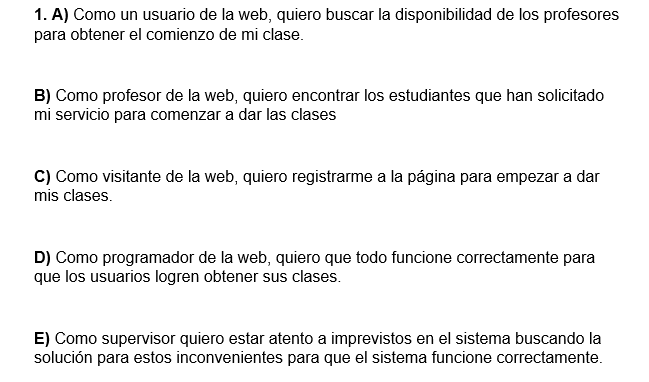 1. A) Como un usuario de la web, quiero buscar la disponibilidad de los profesores
para obtener el comienzo de mi clase.
B) Como profesor de la web, quiero encontrar los estudiantes que han solicitado
mi servicio para comenzar a dar las clases
C) Como visitante de la web, quiero registrarme a la página para empezar a dar
mis clases.
D) Como programador de la web, quiero que todo funcione correctamente para
que los usuarios logren obtener sus clases.
E) Como supervisor quiero estar atento a imprevistos en el sistema buscando la
solución para estos inconvenientes para que el sistema funcione correctamente.